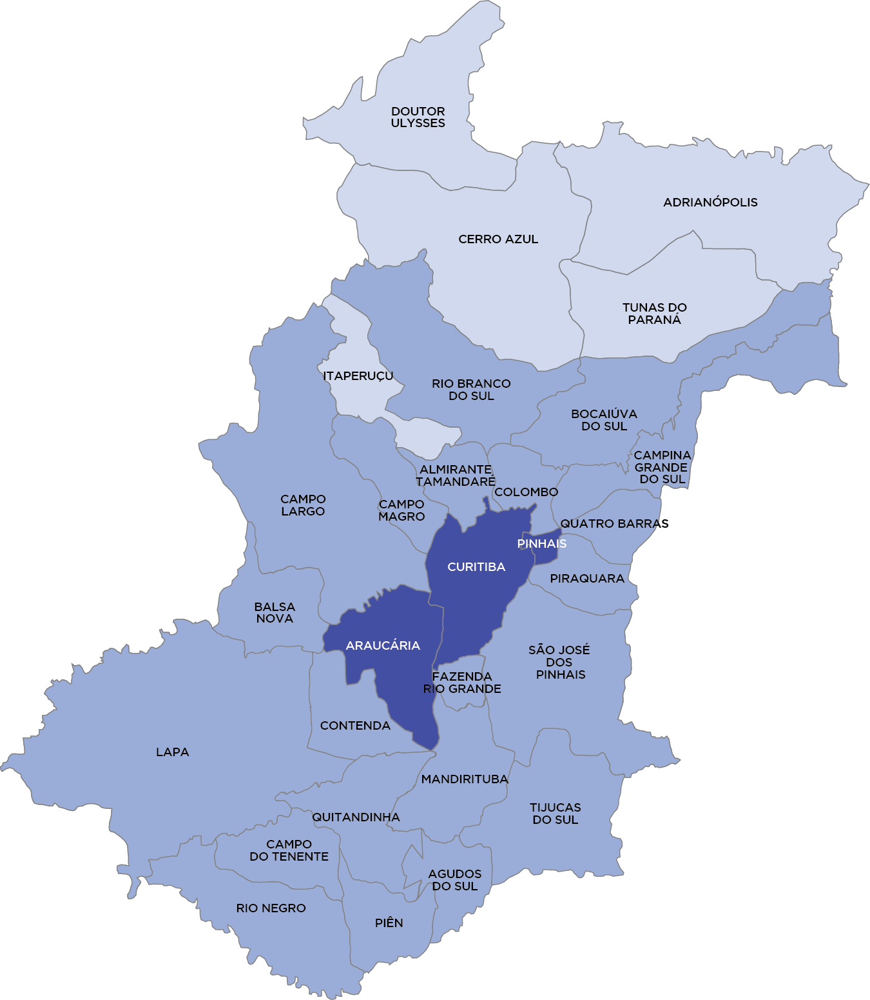 DOUTOR
ULYSSES
ADRIANÓPOLIS
CERRO AZUL
TUNAS DO
PARANÁ
ITAPERUÇU
RIO BRANCO
DO SUL
BOCAIÚVA
DO SUL
CAMPINA
GRANDE
DO SUL
ALMIRANTE
TAMANDARÉ
COLOMBO
CAMPO
LARGO
CAMPO
MAGRO
QUATRO BARRAS
PINHAIS
CURITIBA
PIRAQUARA
BALSA
NOVA
ARAUCÁRIA
SÃO JOSÉ
DOS
PINHAIS
FAZENDA
RIO GRANDE
CONTENDA
LAPA
MANDIRITUBA
TIJUCAS
DO SUL
QUITANDINHA
CAMPO
DO TENENTE
AGUDOS
DO SUL
RIO NEGRO
PIÊN